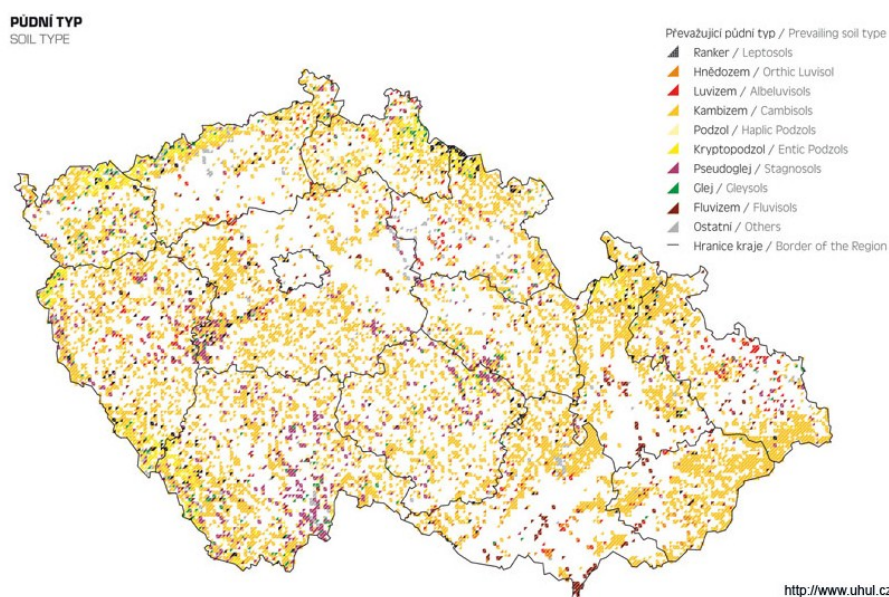 PŮDNÍ TYP
SOIL TYPE
Převažující půdní typ / Prevailing soil type
Ranker / Leptosols
Hnědozem / Orthic Luvisol
Luvizem / Albeluvisols
Kambizem / Cambisols
Podzol / Haplic Podzols
Kryptopodzol / Entic Podzols
Pseudoglej / Stagnosols
Glej / Gleysols
Fluvizem / Fluvisols
Ostatní / Others
Hranice kraje / Border of the Region
http://www.uhul.cz